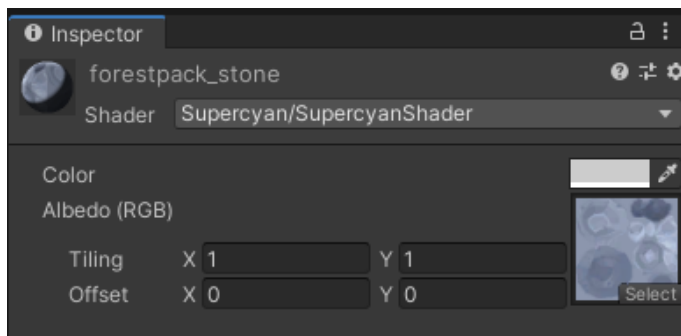 Inspector
forestpack_stone
Shader Supercyan/SupercyanShader
Color
Albedo (RGB)
Tiling X 1 Y 1
Offset X 0 Y 0
Select